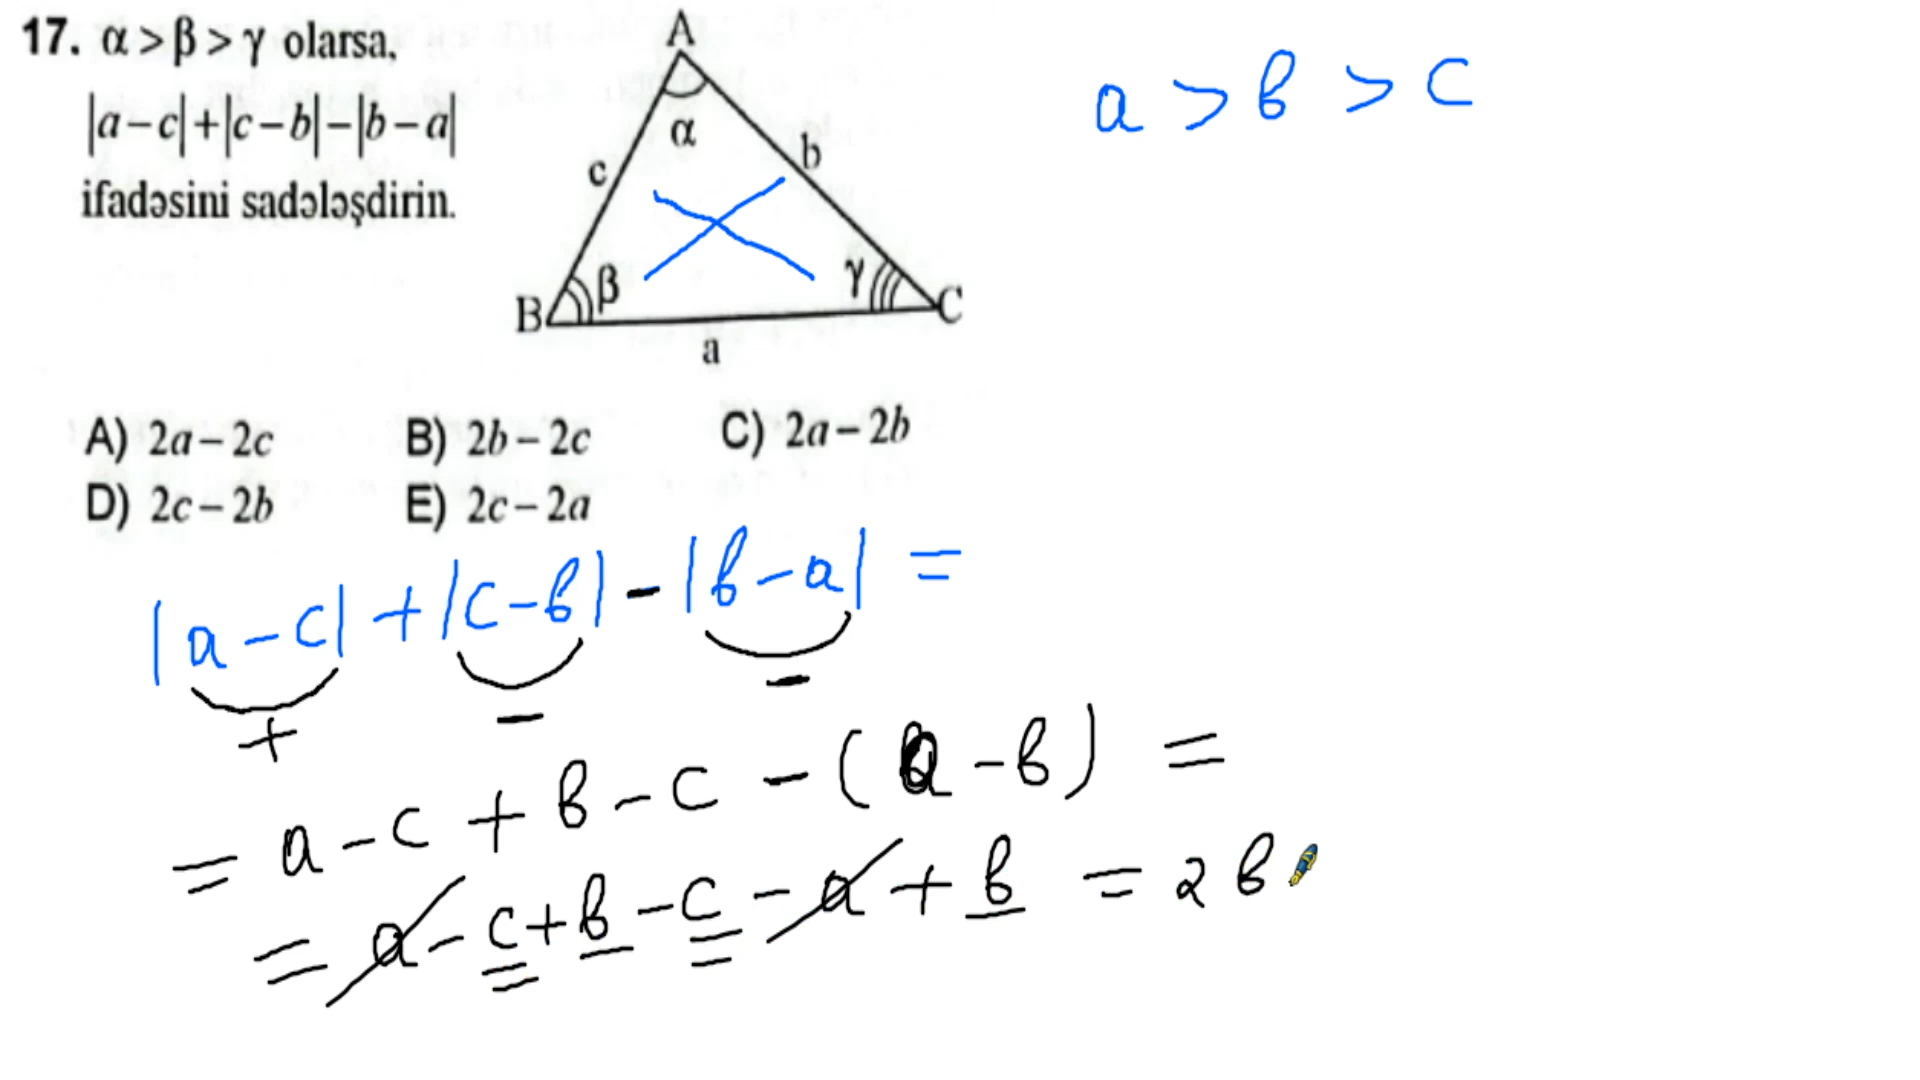 17. α > β > γ olarsa,
|a – c| + |c – b| – |b – a|
ifadəsini sadələşdirin.
A
α
c
b
B
β
γ
C
a
a > b > c
A) 2a – 2c
B) 2b – 2c
C) 2a – 2b
D) 2c – 2b
E) 2c – 2a
|a – c| + |c – b| – |b – a| =
+ – –
= a – c + b – c – (a – b) =
= a – c + b – c – a + b = 2b